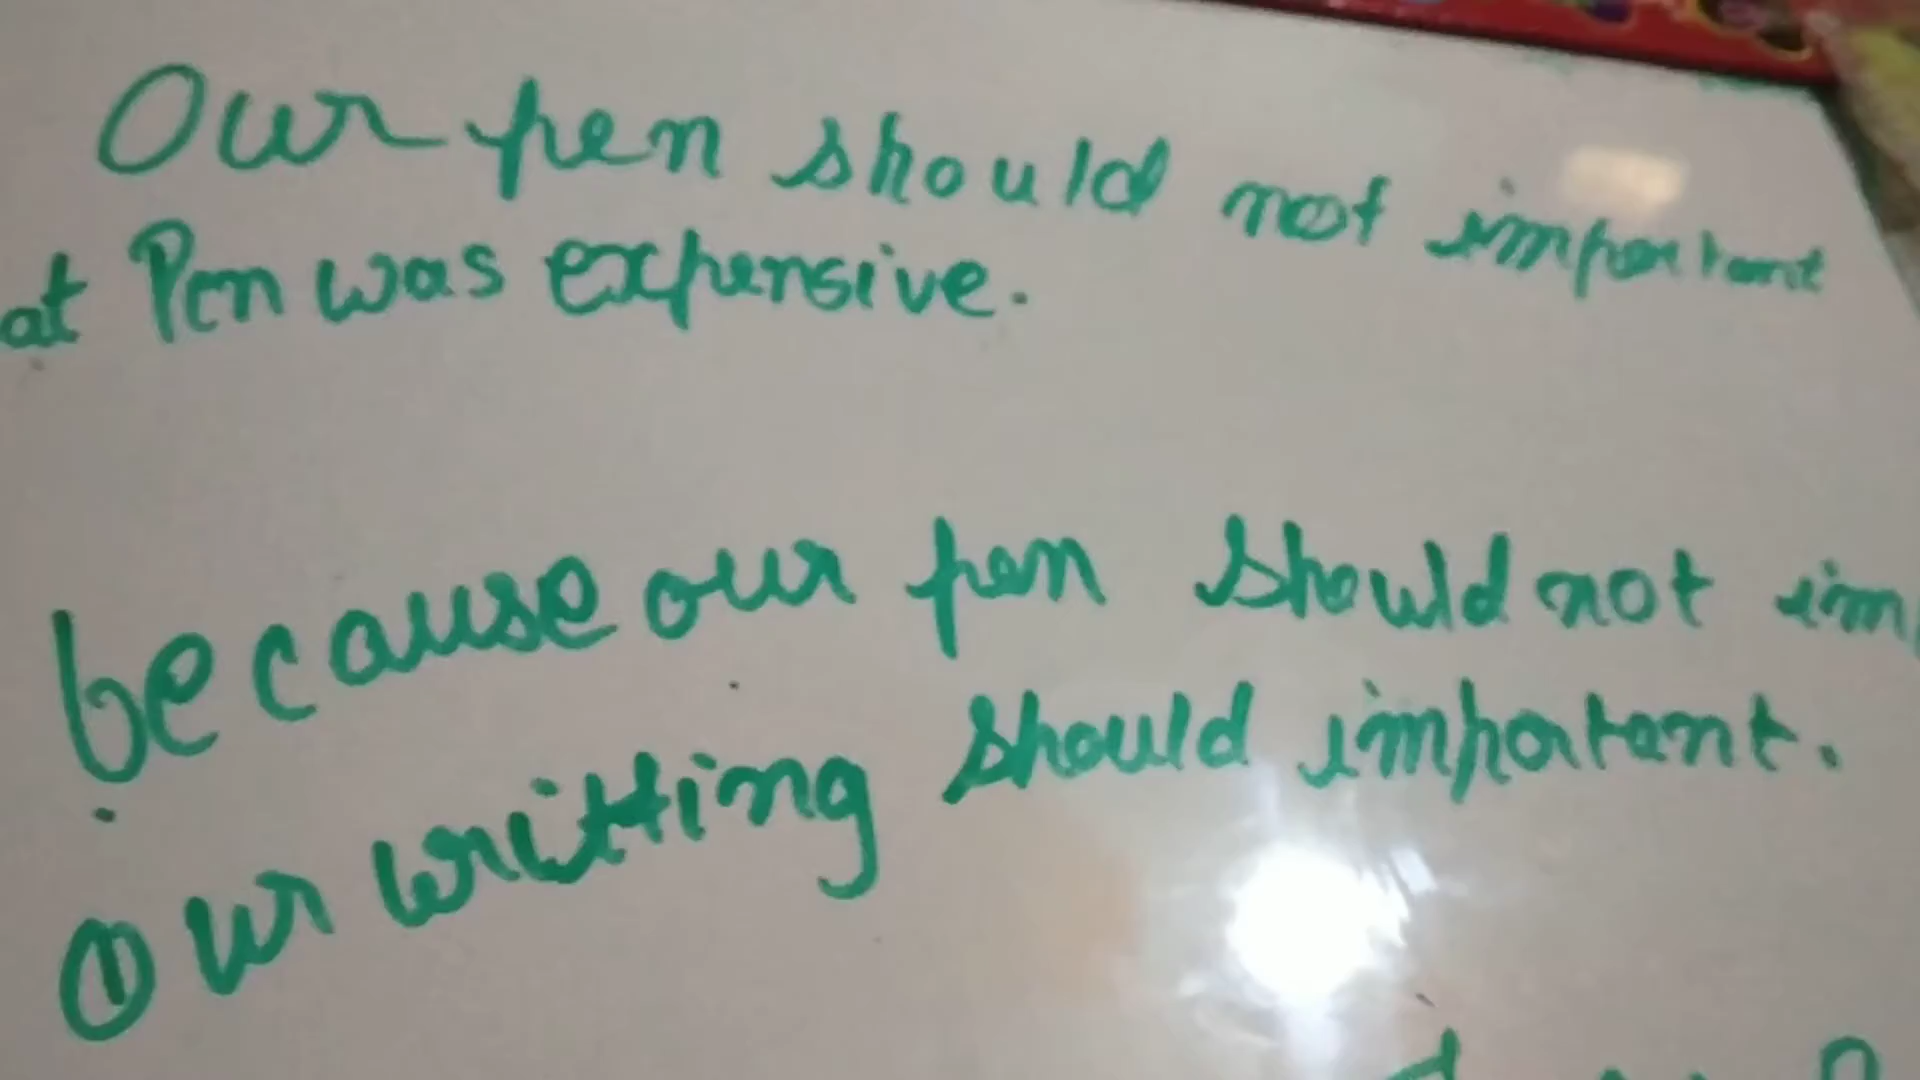 Our pen should not important
at Pen was expensive.
because our pen should not im
Our writting should important.